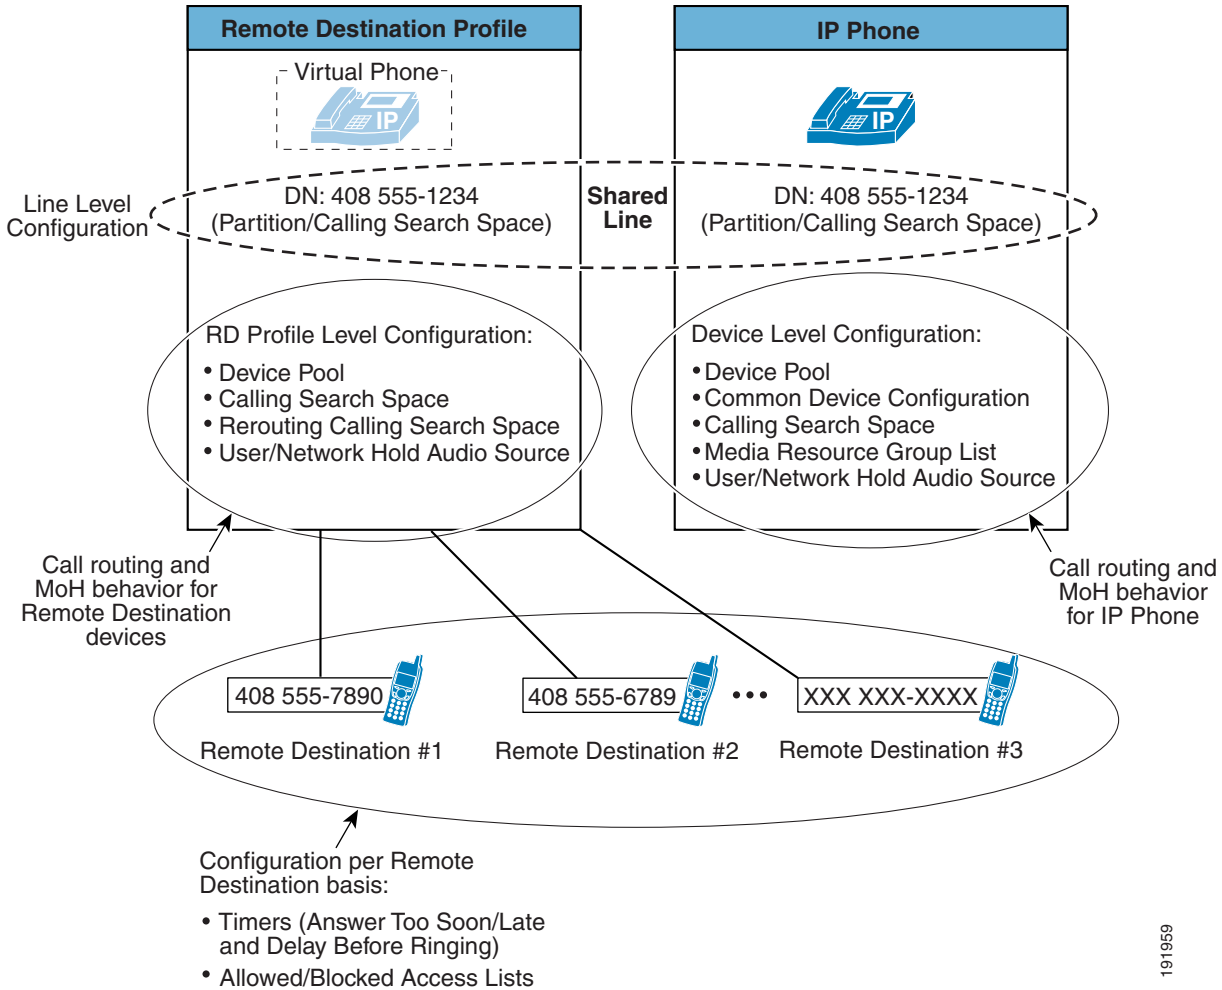 Remote Destination Profile
IP Phone
Virtual Phone
IP
IP
Line Level
Configuration
DN: 408 555-1234
(Partition/Calling Search Space)
Shared
Line
DN: 408 555-1234
(Partition/Calling Search Space)
RD Profile Level Configuration:
• Device Pool
• Calling Search Space
• Rerouting Calling Search Space
• User/Network Hold Audio Source
Device Level Configuration:
• Device Pool
• Common Device Configuration
• Calling Search Space
• Media Resource Group List
• User/Network Hold Audio Source
Call routing and
MoH behavior for
Remote Destination
devices
Call routing and
MoH behavior
for IP Phone
408 555-7890
408 555-6789
•••
XXX XXX-XXXX
Remote Destination #1
Remote Destination #2
Remote Destination #3
Configuration per Remote
Destination basis:
• Timers (Answer Too Soon/Late
and Delay Before Ringing)
• Allowed/Blocked Access Lists
191959